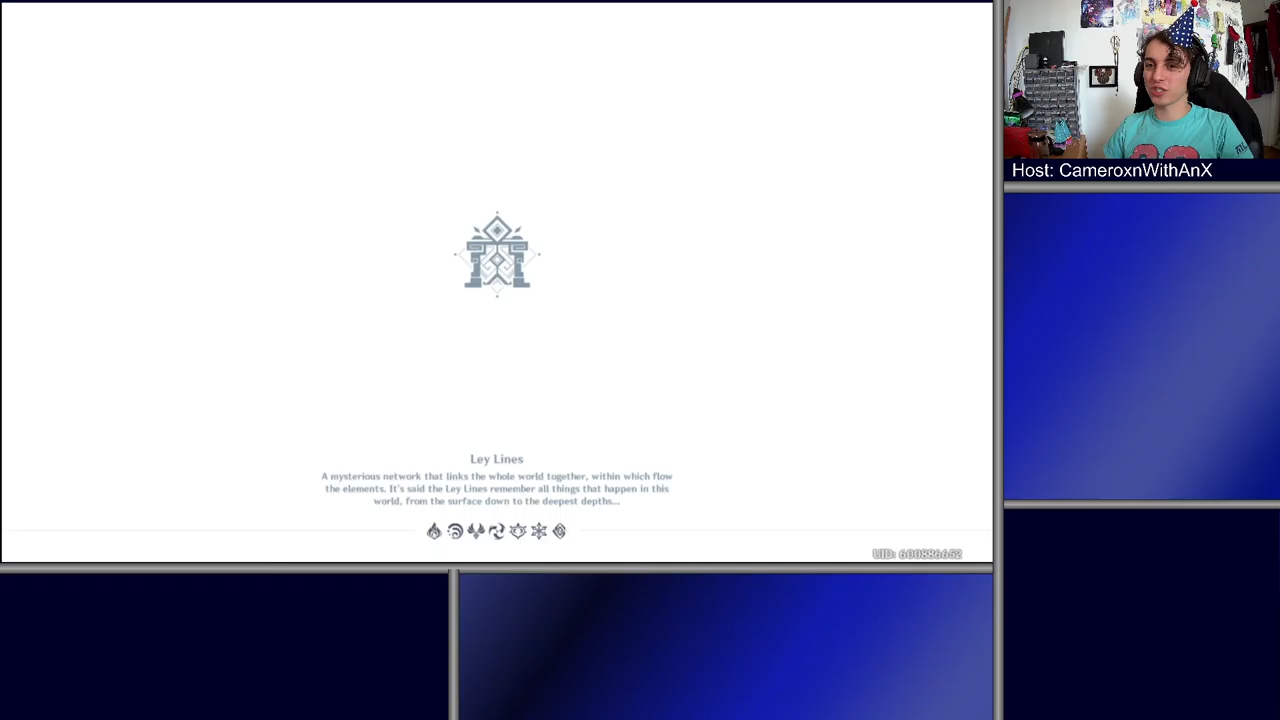 Host: CameroxnWithAnX
Ley Lines
A mysterious network that links the whole world together, within which flow
the elements. It's said the Ley Lines remember all things that happen in this
world, from the surface down to the deepest depths...
UID: 600886652